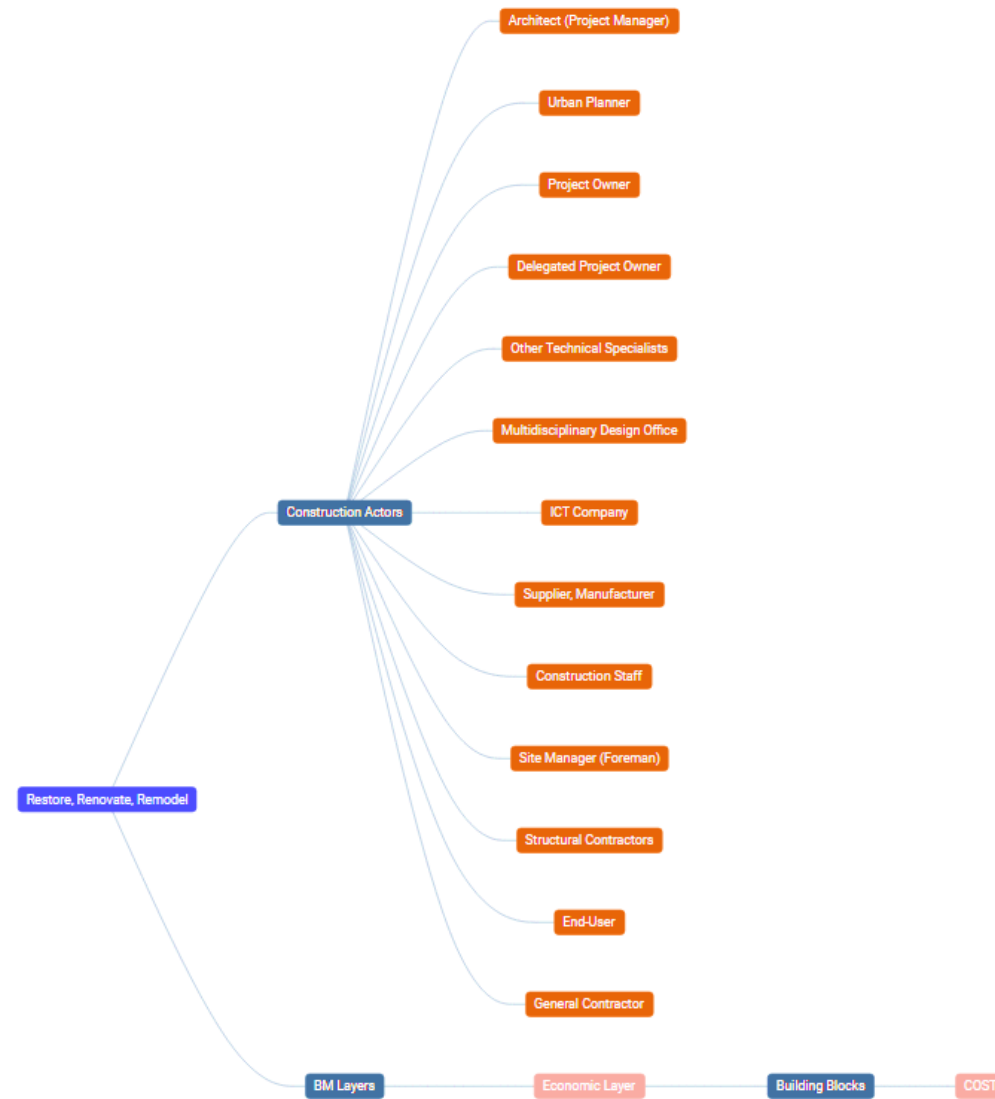 Architect (Project Manager)
Urban Planner
Project Owner
Delegated Project Owner
Other Technical Specialists
Multidisciplinary Design Office
Construction Actors
ICT Company
Supplier, Manufacturer
Construction Staff
Site Manager (Foreman)
Restore, Renovate, Remodel
Structural Contractors
End-User
General Contractor
BM Layers
Economic Layer
Building Blocks
COST